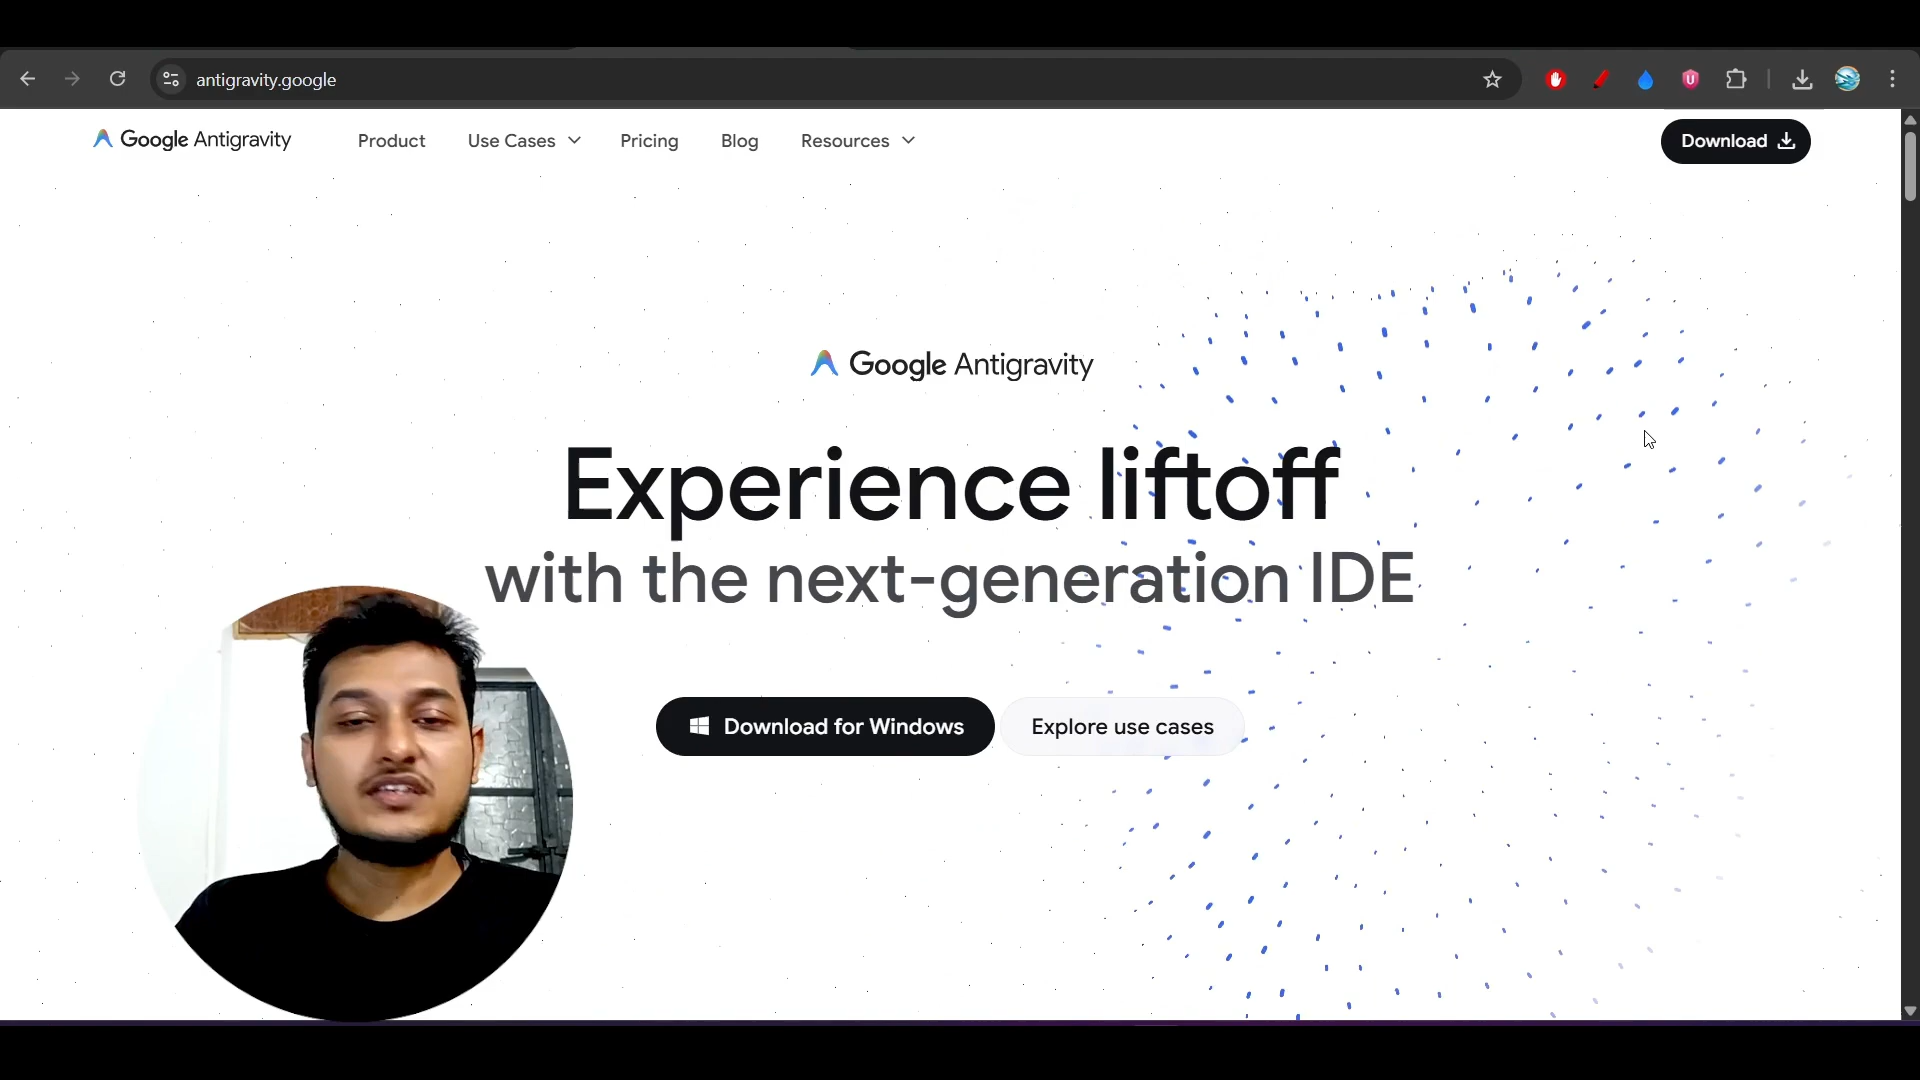 antigravity.google
Google Antigravity
Product
Use Cases
Pricing
Blog
Resources
Download
Google Antigravity
Experience liftoff
with the next-generation IDE
Download for Windows
Explore use cases